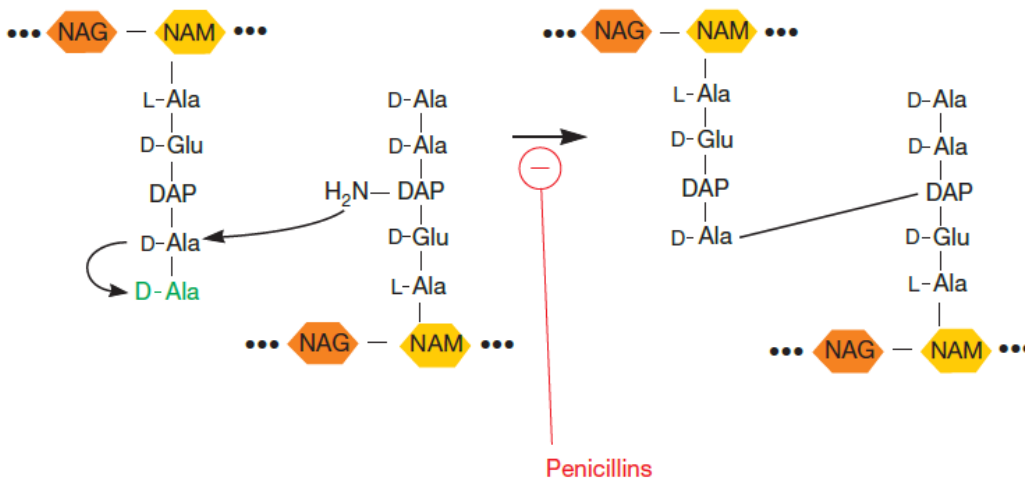 ••• NAG — NAM •••
L-Ala
D-Glu
DAP
D-Ala
D-Ala
D-Ala
D-Ala
H₂N— DAP
D-Glu
L-Ala
••• NAG — NAM •••
−
Penicillins
••• NAG — NAM •••
L-Ala
D-Glu
DAP
D-Ala
D-Ala
D-Ala
DAP
D-Glu
L-Ala
••• NAG — NAM •••